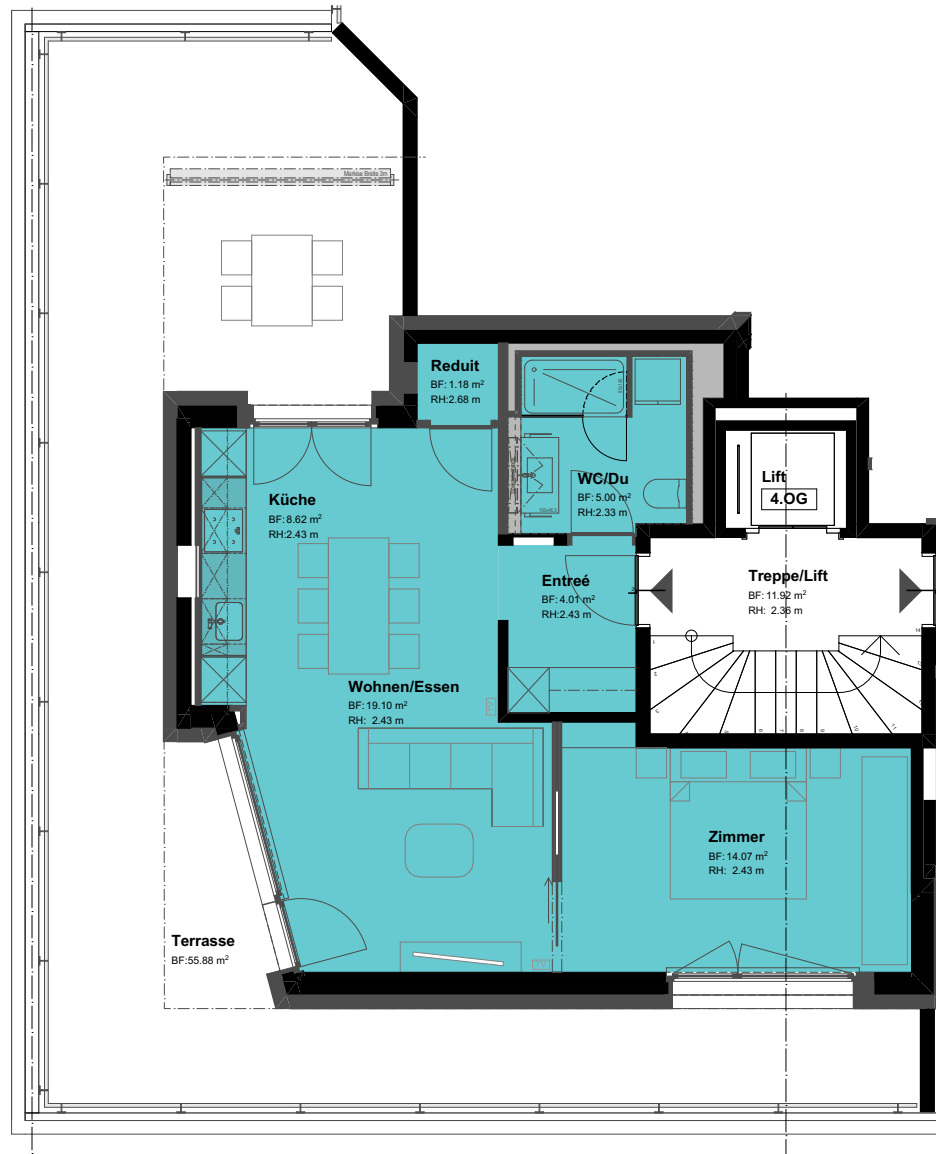 Markise Breite 3m
Reduit
BF: 1.18 m²
RH:2.68 m
WC/Du
BF: 5.00 m²
RH:2.33 m
Lift
4.OG
Küche
BF: 8.62 m²
RH:2.43 m
Entreé
BF: 4.01 m²
RH:2.43 m
Treppe/Lift
BF: 11.92 m²
RH: 2.36 m
Wohnen/Essen
BF: 19.10 m²
RH: 2.43 m
TV
Zimmer
BF: 14.07 m²
RH: 2.43 m
Terrasse
BF:55.88 m²
TV